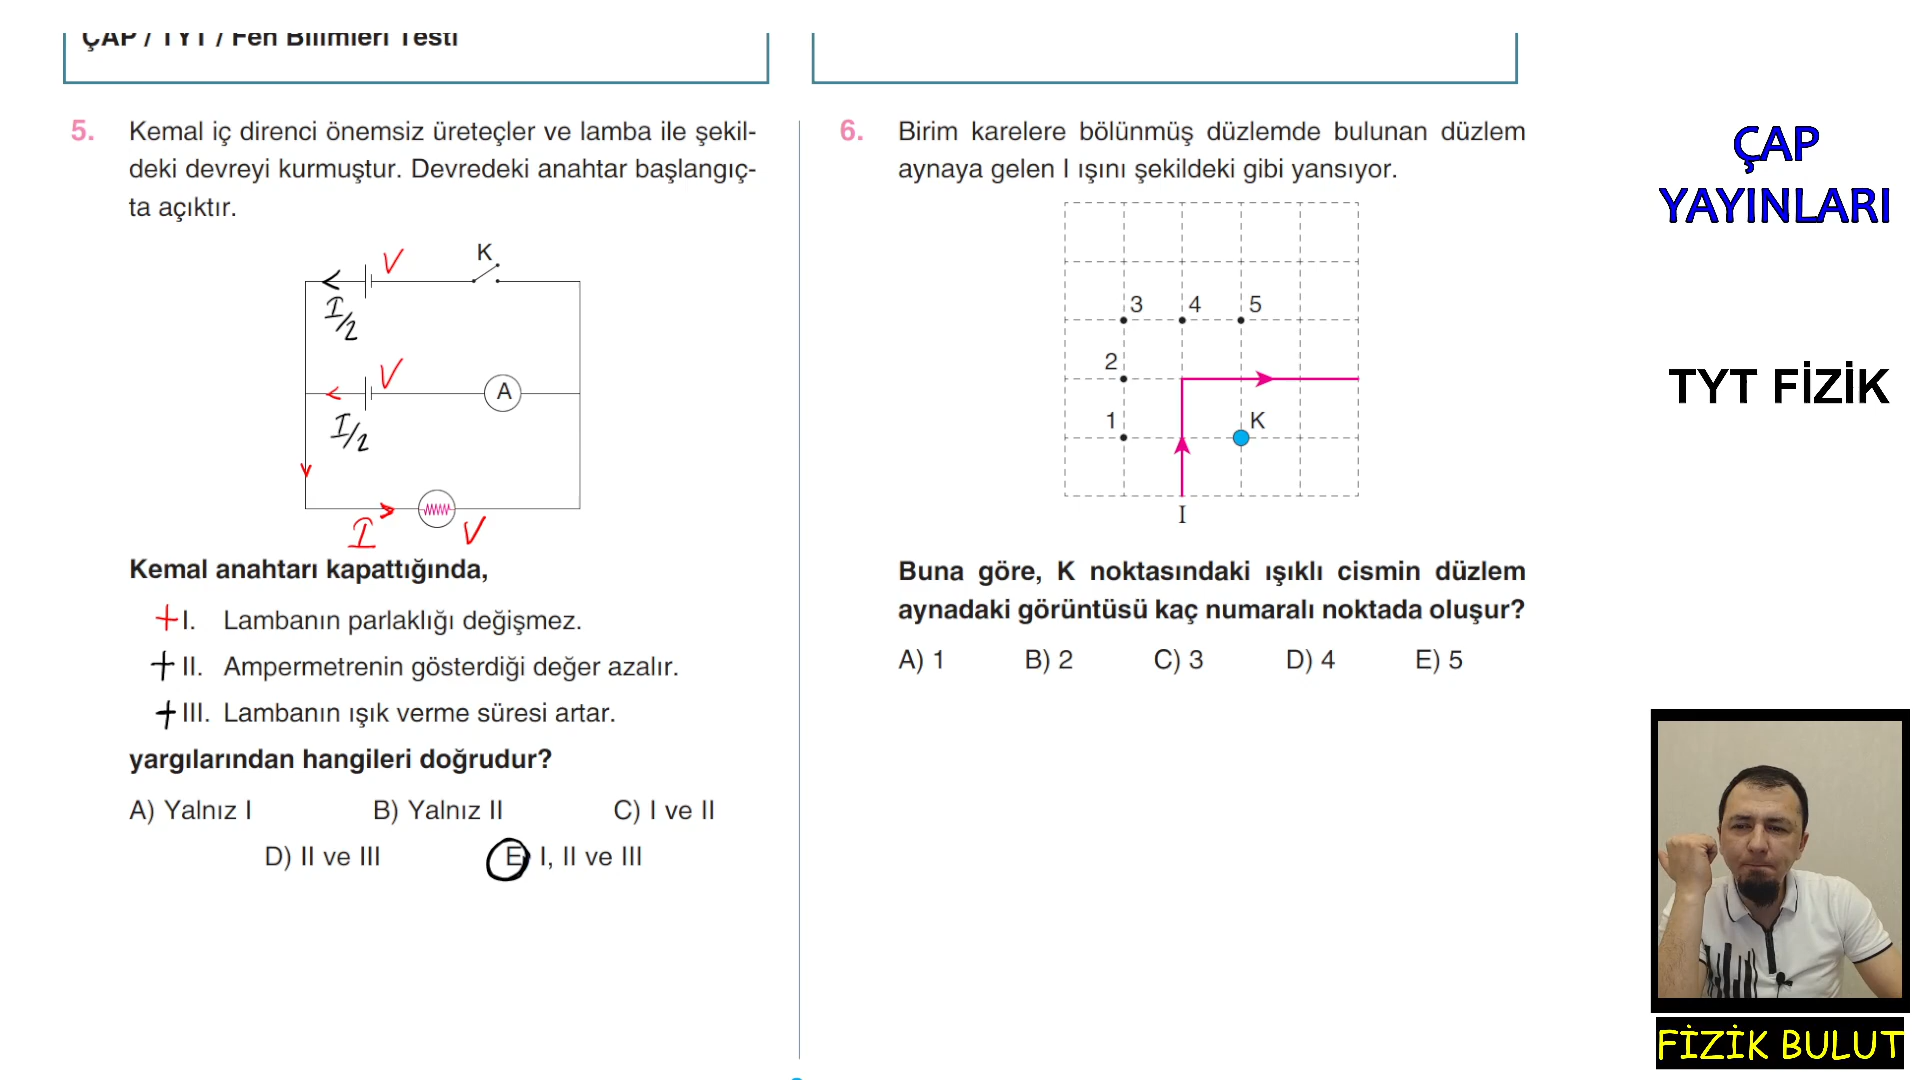 ÇAP / TYT / Fen Bilimleri Testi
5. Kemal iç direnci önemsiz üreteçler ve lamba ile şekil-
deki devreyi kurmuştur. Devredeki anahtar başlangıç-
ta açıktır.
V
K
I/2
V
A
I/2
I
V
Kemal anahtarı kapattığında,
+ I. Lambanın parlaklığı değişmez.
+ II. Ampermetrenin gösterdiği değer azalır.
+ III. Lambanın ışık verme süresi artar.
yargılarından hangileri doğrudur?
A) Yalnız I B) Yalnız II C) I ve II
D) II ve III E) I, II ve III
6. Birim karelere bölünmüş düzlemde bulunan düzlem
aynaya gelen I ışını şekildeki gibi yansıyor.
3 4 5
2
1 K
I
Buna göre, K noktasındaki ışıklı cismin düzlem
aynadaki görüntüsü kaç numaralı noktada oluşur?
A) 1 B) 2 C) 3 D) 4 E) 5
ÇAP
YAYINLARI
TYT FİZİK
FİZİK BULUT